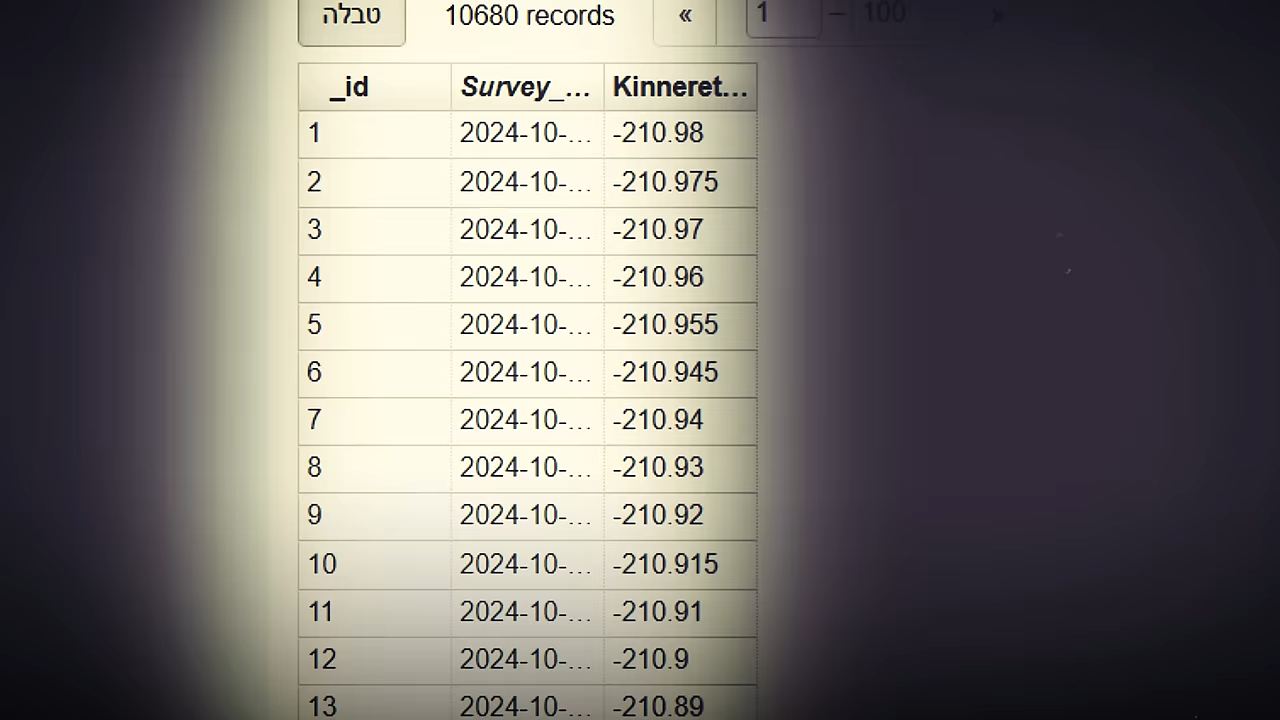 טבלה 10680 records « 1 – 100 »
_id Survey_... Kinneret...
1 2024-10-... -210.98
2 2024-10-... -210.975
3 2024-10-... -210.97
4 2024-10-... -210.96
5 2024-10-... -210.955
6 2024-10-... -210.945
7 2024-10-... -210.94
8 2024-10-... -210.93
9 2024-10-... -210.92
10 2024-10-... -210.915
11 2024-10-... -210.91
12 2024-10-... -210.9
13 2024-10-... -210.89